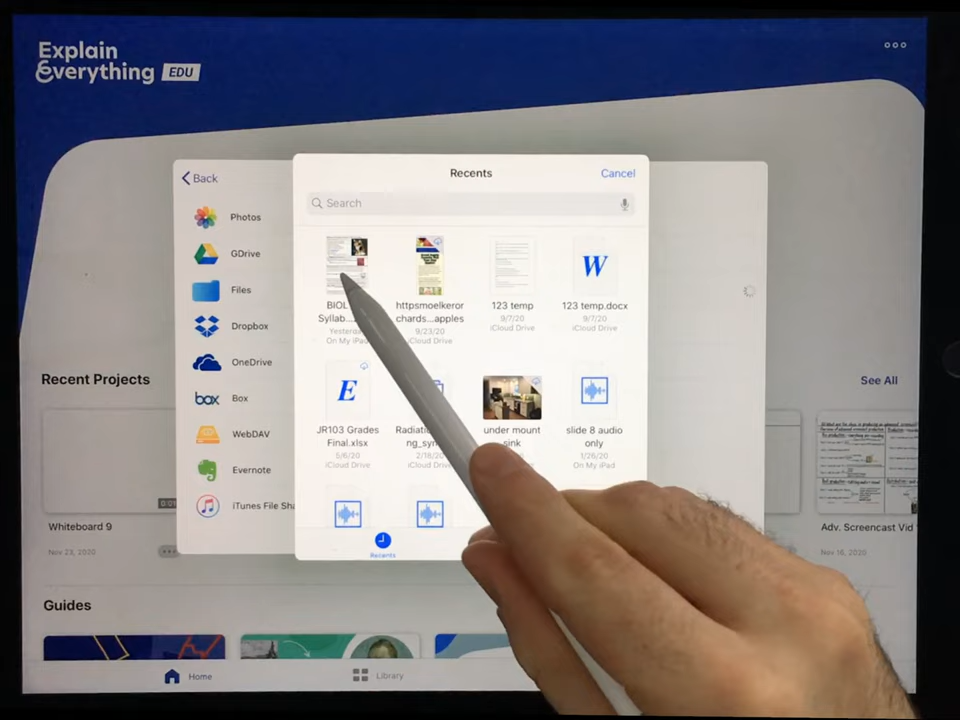 Explain
Everything EDU
Back
Recents
Cancel
Search
Photos
GDrive
Files
Dropbox
OneDrive
Box
box
WebDAV
Evernote
iTunes File Sha
BIOL
Syllab...
Yesterday
On My iPad
httpsmoelkeror
chards...apples
9/23/20
iCloud Drive
123 temp
9/7/20
iCloud Drive
W
123 temp.docx
9/7/20
iCloud Drive
E
JR103 Grades
Final.xlsx
5/6/20
iCloud Drive
Radiati
ng_syn
2/18/20
iCloud Drive
under mount
sink
slide 8 audio
only
1/26/20
On My iPad
Recents
Recent Projects
See All
Whiteboard 9
Nov 23, 2020
Adv. Screencast Vid
Nov 16, 2020
Guides
Home
Library